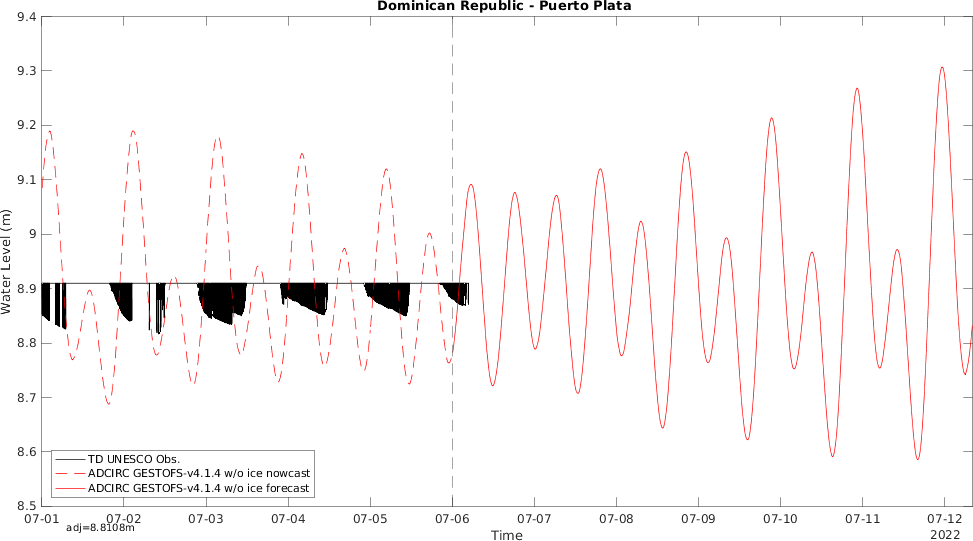 Dominican Republic - Puerto Plata
Water Level (m)
9.4
9.3
9.2
9.1
9
8.9
8.8
8.7
8.6
8.5
TD UNESCO Obs.
ADCIRC GESTOFS-v4.1.4 w/o ice nowcast
ADCIRC GESTOFS-v4.1.4 w/o ice forecast
07-01 07-02 07-03 07-04 07-05 07-06 07-07 07-08 07-09 07-10 07-11 07-12
adj=8.8108m
Time
2022